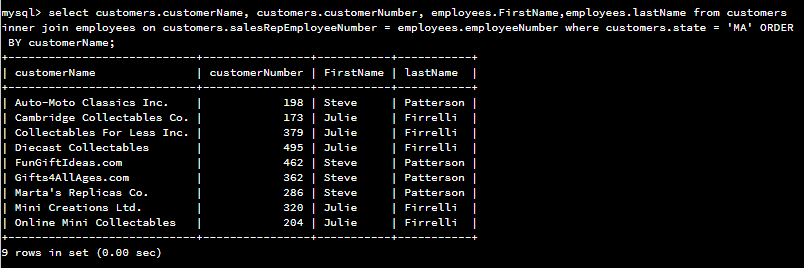 mysql> select customers.customerName, customers.customerNumber, employees.FirstName,employees.lastName from customers
inner join employees on customers.salesRepEmployeeNumber = employees.employeeNumber where customers.state = 'MA' ORDER
 BY customerName;
+---------------------------+----------------+-----------+-----------+
| customerName              | customerNumber | FirstName | lastName  |
+---------------------------+----------------+-----------+-----------+
| Auto-Moto Classics Inc.   |            198 | Steve     | Patterson |
| Cambridge Collectables Co. |            173 | Julie     | Firrelli  |
| Collectables For Less Inc. |            379 | Julie     | Firrelli  |
| Diecast Collectables      |            495 | Julie     | Firrelli  |
| FunGiftIdeas.com          |            462 | Steve     | Patterson |
| Gifts4AllAges.com         |            362 | Steve     | Patterson |
| Marta's Replicas Co.      |            286 | Steve     | Patterson |
| Mini Creations Ltd.       |            320 | Julie     | Firrelli  |
| Online Mini Collectables  |            204 | Julie     | Firrelli  |
+---------------------------+----------------+-----------+-----------+
9 rows in set (0.00 sec)